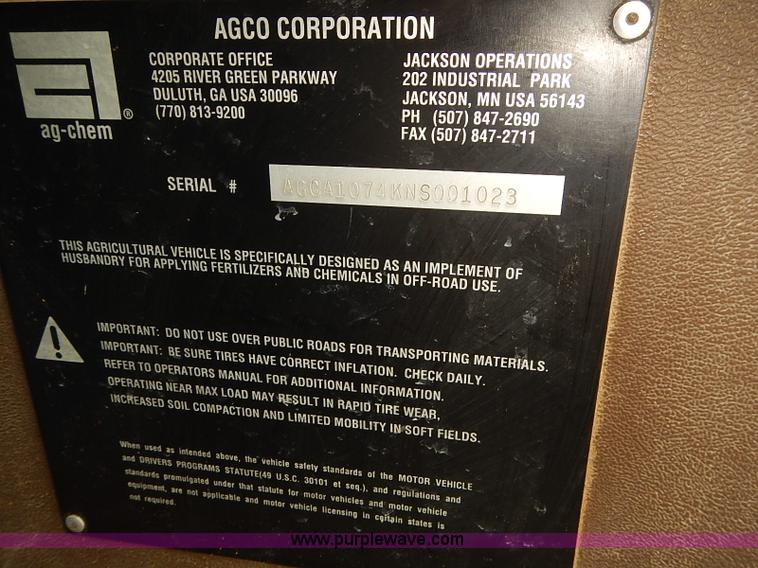 AGCO CORPORATION
ag-chem®
CORPORATE OFFICE
4205 RIVER GREEN PARKWAY
DULUTH, GA USA 30096
(770) 813-9200
JACKSON OPERATIONS
202 INDUSTRIAL PARK
JACKSON, MN USA 56143
PH (507) 847-2690
FAX (507) 847-2711
SERIAL # AGCA1074KNS001023
THIS AGRICULTURAL VEHICLE IS SPECIFICALLY DESIGNED AS AN IMPLEMENT OF
HUSBANDRY FOR APPLYING FERTILIZERS AND CHEMICALS IN OFF-ROAD USE.
IMPORTANT: DO NOT USE OVER PUBLIC ROADS FOR TRANSPORTING MATERIALS.
IMPORTANT: BE SURE TIRES HAVE CORRECT INFLATION. CHECK DAILY.
REFER TO OPERATORS MANUAL FOR ADDITIONAL INFORMATION.
OPERATING NEAR MAX LOAD MAY RESULT IN RAPID TIRE WEAR,
INCREASED SOIL COMPACTION AND LIMITED MOBILITY IN SOFT FIELDS.
When used as intended above, the vehicle safety standards of the MOTOR VEHICLE
and DRIVERS PROGRAMS STATUTE(49 U.S.C. 30101 et seq.), and regulations and
standards promulgated under that statute for motor vehicles and motor vehicle
equipment, are not applicable and motor vehicle licensing in certain states is
not required.
www.purplewave.com